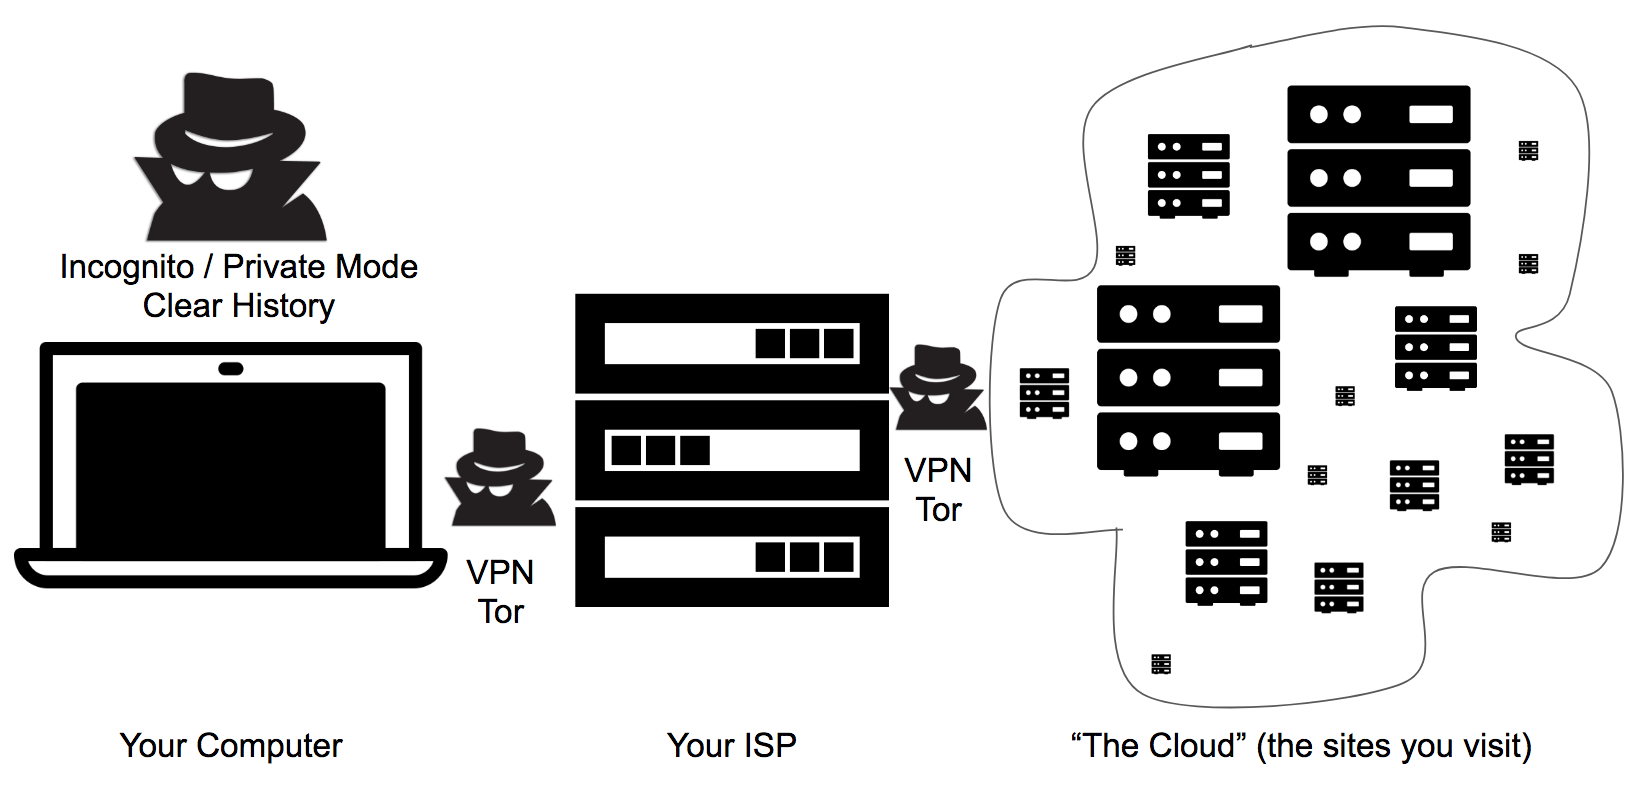 Incognito / Private Mode
Clear History
VPN
Tor
VPN
Tor
Your Computer
Your ISP
“The Cloud” (the sites you visit)